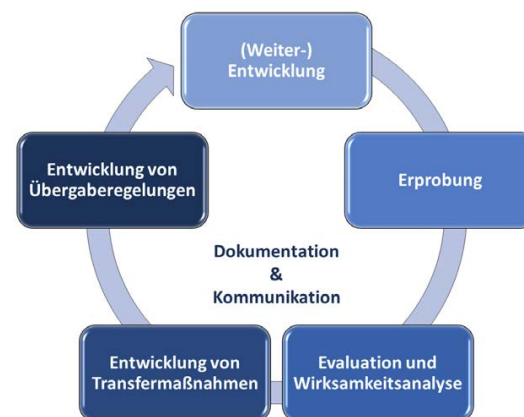 (Weiter-)
Entwicklung
Erprobung
Evaluation und
Wirksamkeitsanalyse
Entwicklung von
Transfermaßnahmen
Entwicklung von
Übergaberegelungen
Dokumentation
&
Kommunikation